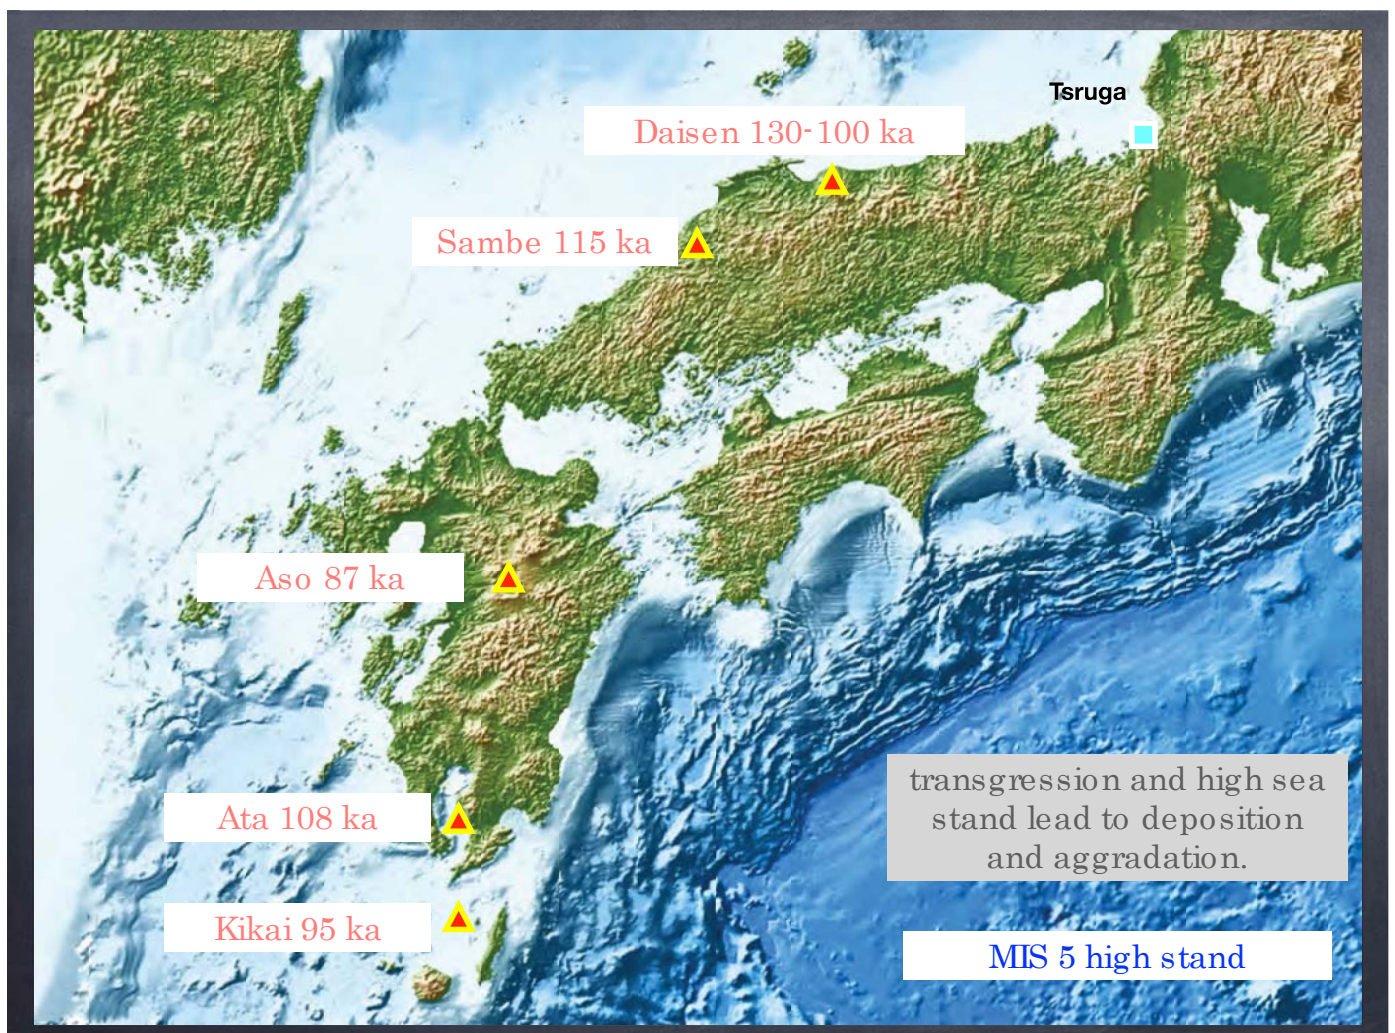 Tsruga
Daisen 130-100 ka
Sambe 115 ka
Aso 87 ka
Ata 108 ka
Kikai 95 ka
transgression and high sea
stand lead to deposition
and aggradation.
MIS 5 high stand